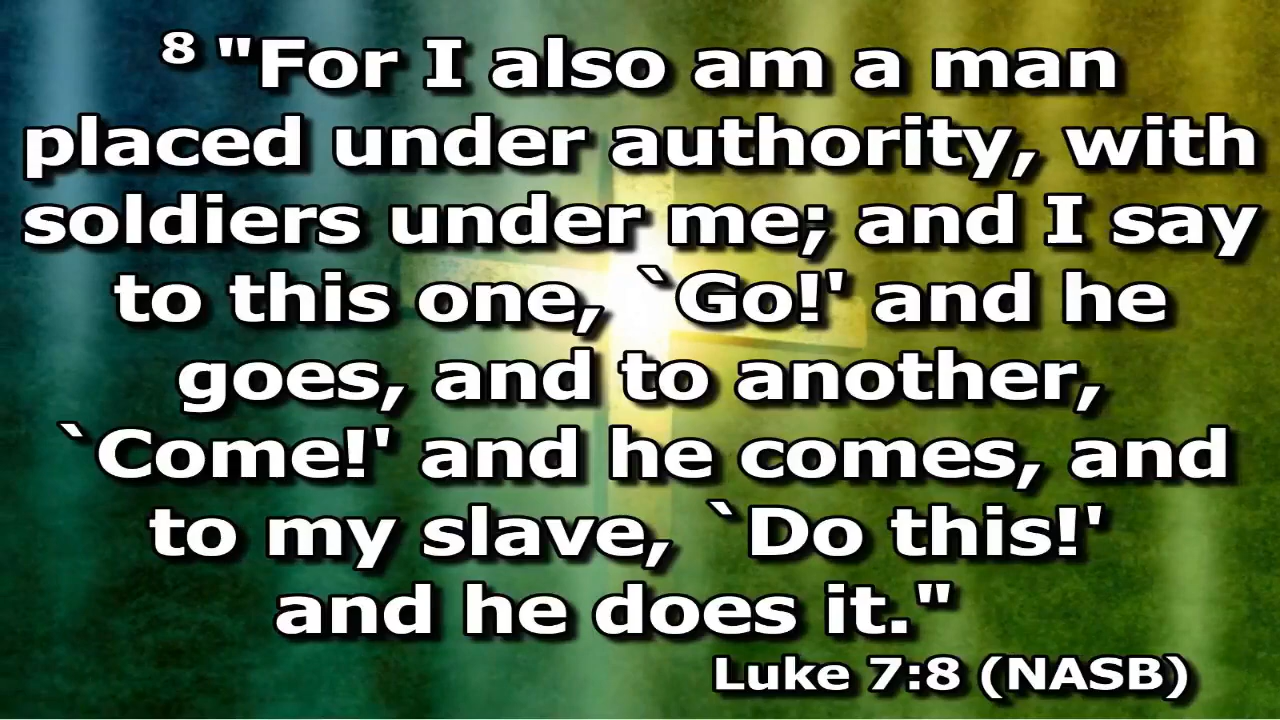 8 "For I also am a man
placed under authority, with
soldiers under me; and I say
to this one, `Go!' and he
goes, and to another,
`Come!' and he comes, and
to my slave, `Do this!'
and he does it."
Luke 7:8 (NASB)